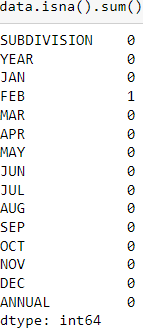 data.isna().sum()
SUBDIVISION 0
YEAR 0
JAN 0
FEB 1
MAR 0
APR 0
MAY 0
JUN 0
JUL 0
AUG 0
SEP 0
OCT 0
NOV 0
DEC 0
ANNUAL 0
dtype: int64